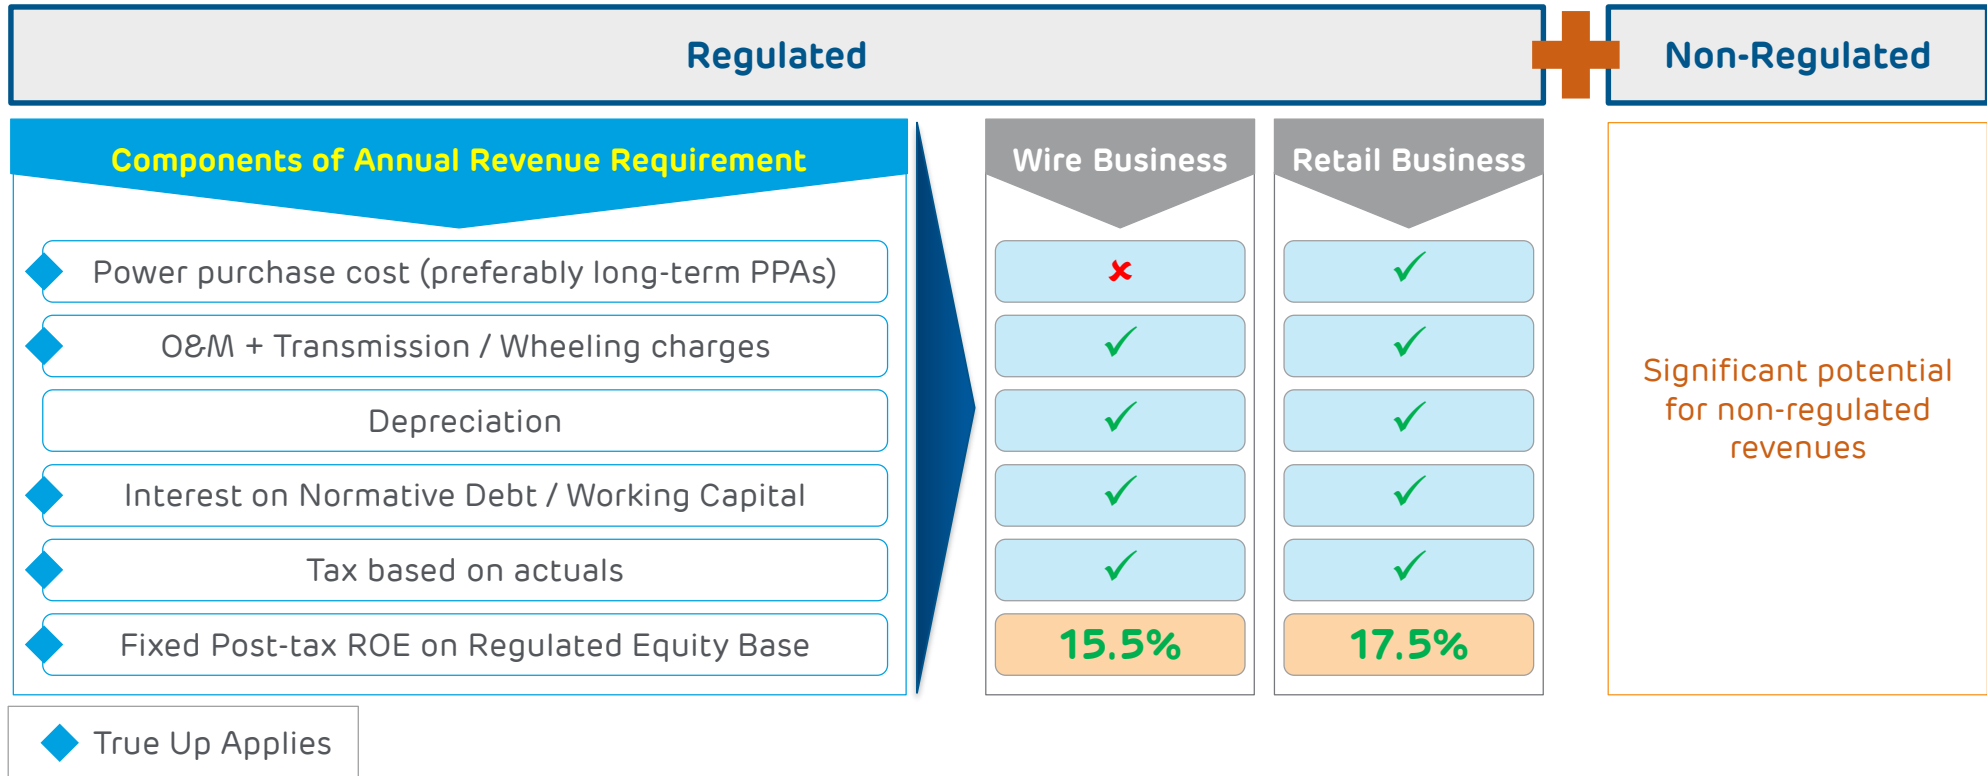 Regulated
Non-Regulated
Components of Annual Revenue Requirement
Wire Business
Retail Business
Power purchase cost (preferably long-term PPAs)
✘
✓
O&M + Transmission / Wheeling charges
✓
✓
Depreciation
✓
✓
Interest on Normative Debt / Working Capital
✓
✓
Tax based on actuals
✓
✓
Fixed Post-tax ROE on Regulated Equity Base
15.5%
17.5%
Significant potential
for non-regulated
revenues
True Up Applies